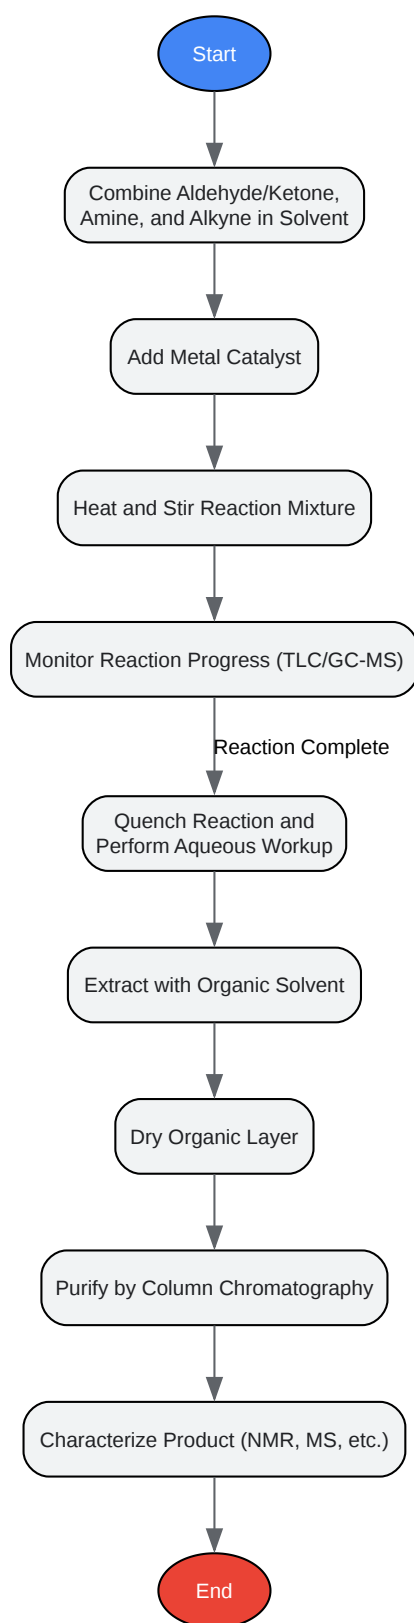 Start
Combine Aldehyde/Ketone,
Amine, and Alkyne in Solvent
Add Metal Catalyst
Heat and Stir Reaction Mixture
Monitor Reaction Progress (TLC/GC-MS)
Reaction Complete
Quench Reaction and
Perform Aqueous Workup
Extract with Organic Solvent
Dry Organic Layer
Purify by Column Chromatography
Characterize Product (NMR, MS, etc.)
End